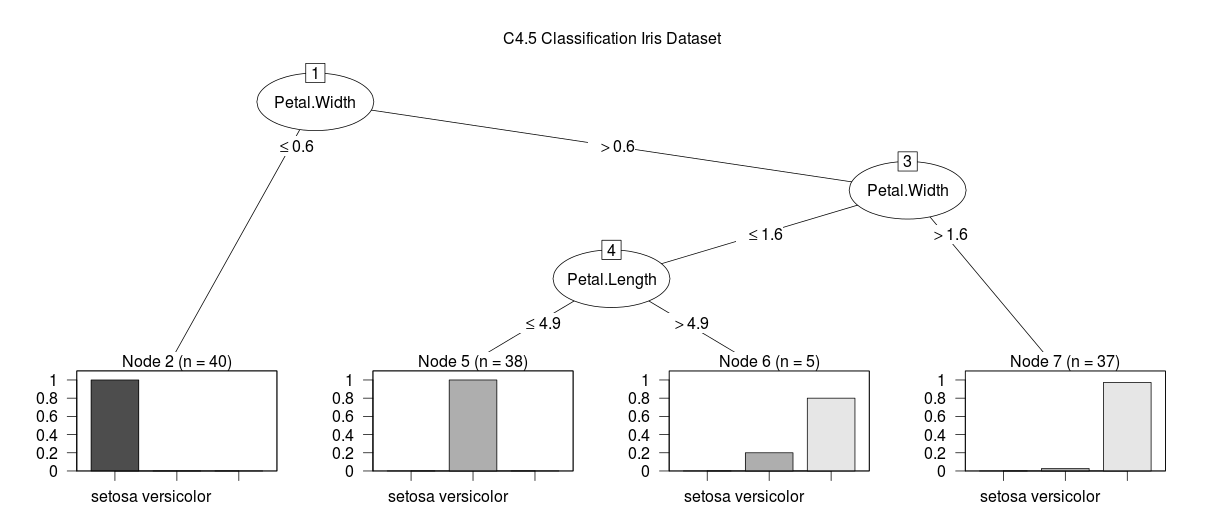 C4.5 Classification Iris Dataset
1
Petal.Width
≤ 0.6
> 0.6
3
Petal.Width
≤ 1.6
> 1.6
4
Petal.Length
≤ 4.9
> 4.9
Node 2 (n = 40)
1
0.8
0.6
0.4
0.2
0
setosa versicolor
Node 5 (n = 38)
1
0.8
0.6
0.4
0.2
0
setosa versicolor
Node 6 (n = 5)
1
0.8
0.6
0.4
0.2
0
setosa versicolor
Node 7 (n = 37)
1
0.8
0.6
0.4
0.2
0
setosa versicolor